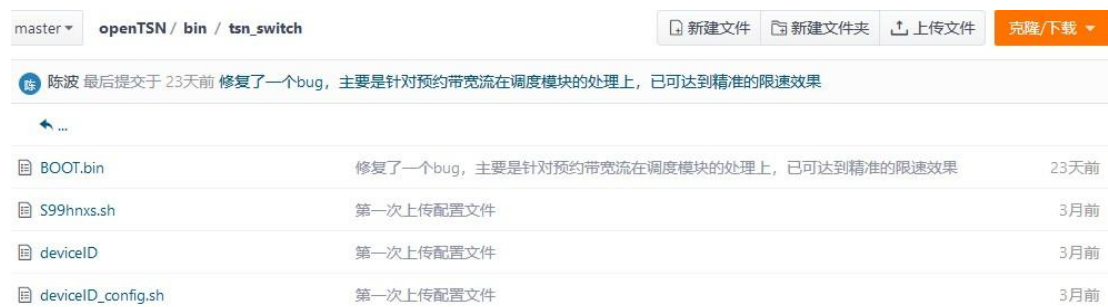 master openTSN / bin / tsn_switch 新建文件 新建文件夹 上传文件 克隆/下载
陈 陈波 最后提交于 23天前 修复了一个bug，主要是针对预约带宽流在调度模块的处理上，已可达到精准的限速效果
...
BOOT.bin 修复了一个bug，主要是针对预约带宽流在调度模块的处理上，已可达到精准的限速效果 23天前
S99hnxs.sh 第一次上传配置文件 3月前
deviceID 第一次上传配置文件 3月前
deviceID_config.sh 第一次上传配置文件 3月前